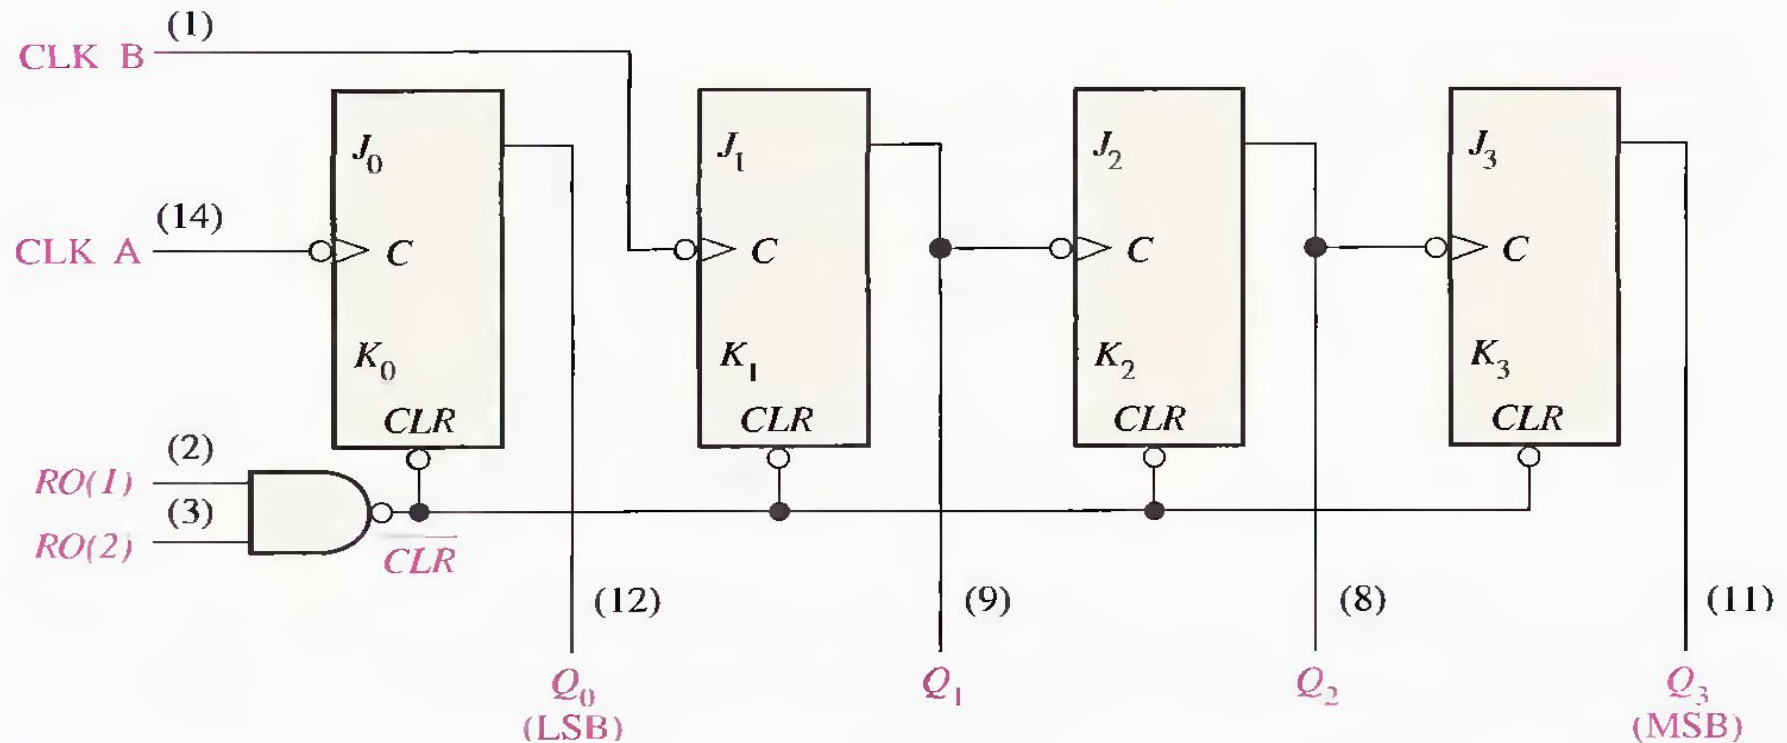 (1)
CLK B
J₀ J₁ J₂ J₃
(14)
CLK A C C C C
K₀ K₁ K₂ K₃
CLR CLR CLR CLR
(2)
RO(1)
(3)
RO(2) C̅L̅R̅
(12) (9) (8) (11)
Q₀ Q₁ Q₂ Q₃
(LSB) (MSB)